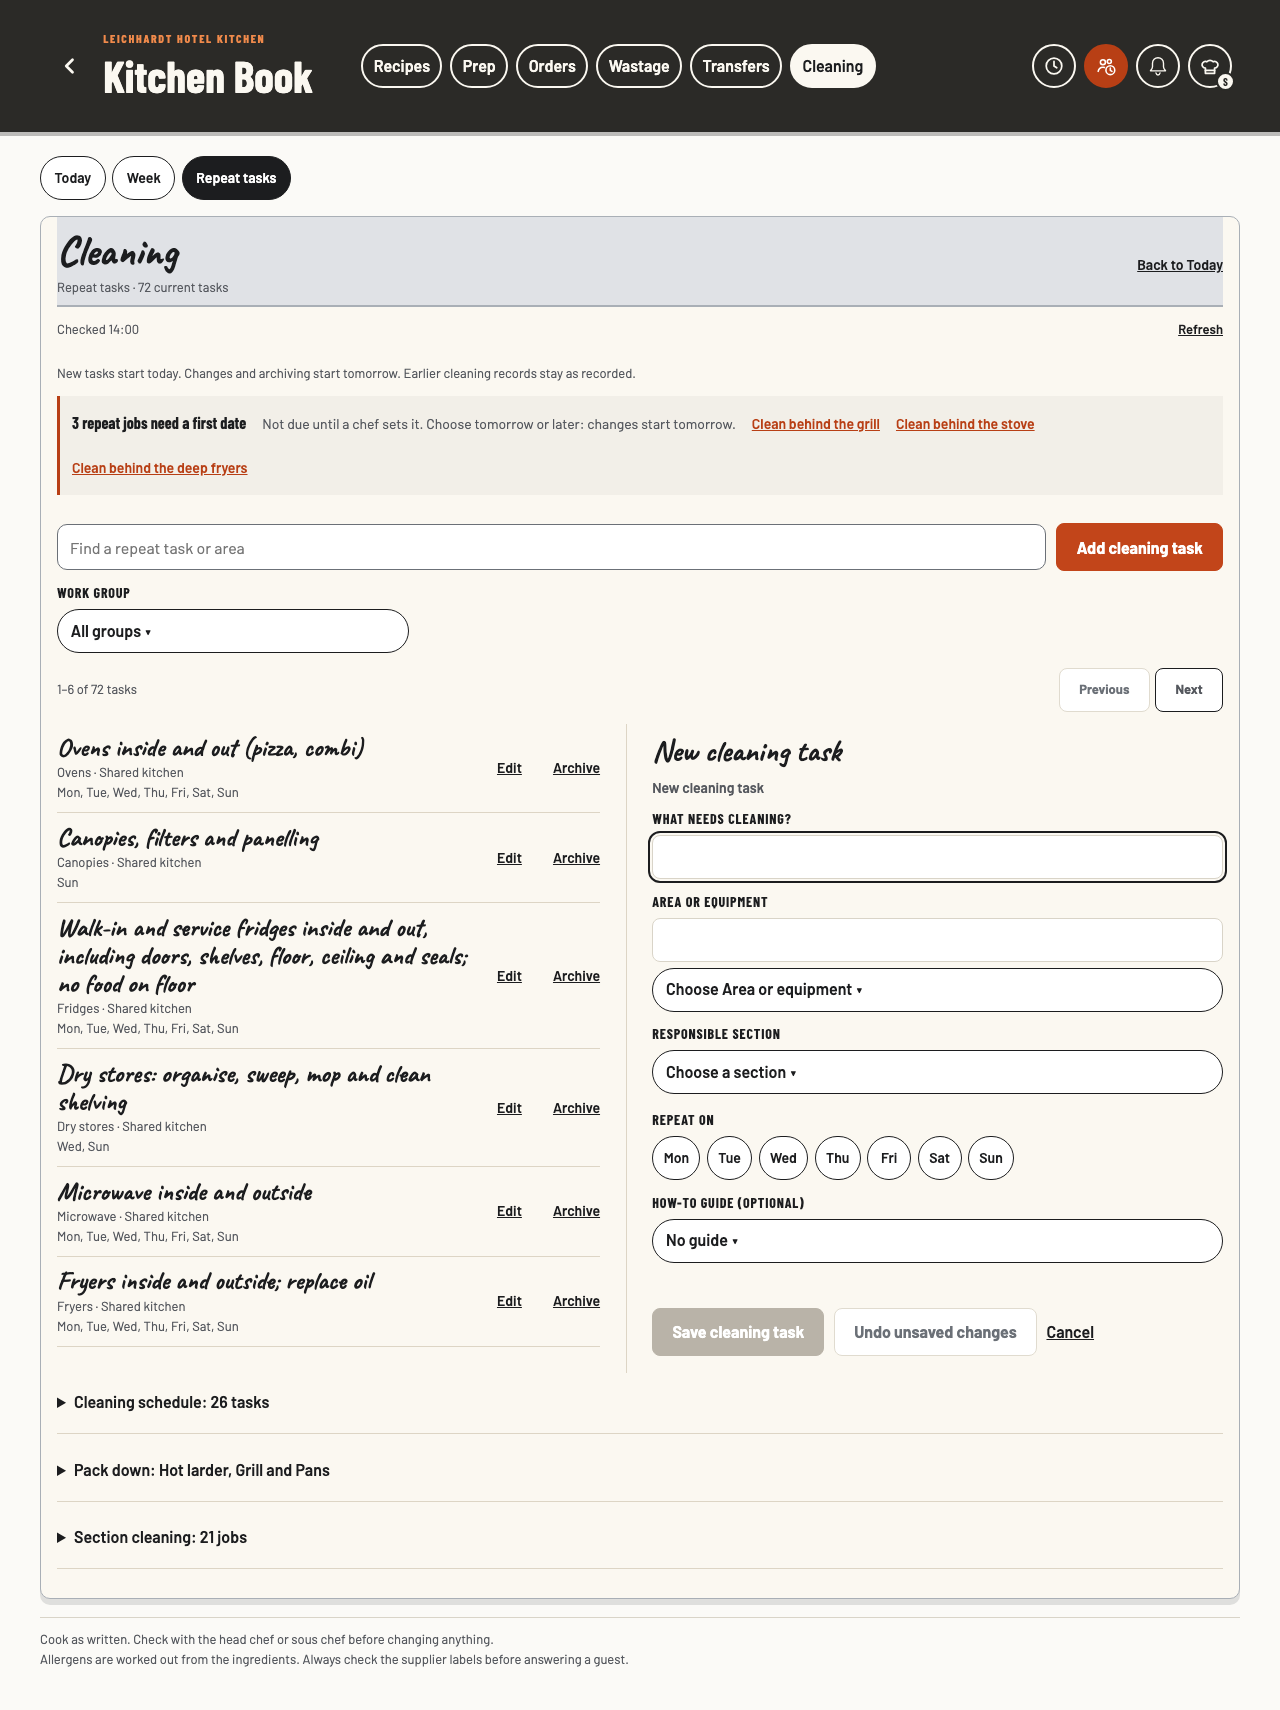 LEICHHARDT HOTEL KITCHEN
Kitchen Book
Recipes
Prep
Orders
Wastage
Transfers
Cleaning
S
Today
Week
Repeat tasks
Cleaning
Repeat tasks · 72 current tasks
Back to Today
Checked 14:00
Refresh
New tasks start today. Changes and archiving start tomorrow. Earlier cleaning records stay as recorded.
3 repeat jobs need a first date Not due until a chef sets it. Choose tomorrow or later: changes start tomorrow. Clean behind the grill Clean behind the stove
Clean behind the deep fryers
Find a repeat task or area
Add cleaning task
WORK GROUP
All groups ▾
1–6 of 72 tasks
Previous
Next
Ovens inside and out (pizza, combi)
Ovens · Shared kitchen
Mon, Tue, Wed, Thu, Fri, Sat, Sun
Edit
Archive
Canopies, filters and panelling
Canopies · Shared kitchen
Sun
Edit
Archive
Walk-in and service fridges inside and out,
including doors, shelves, floor, ceiling and seals;
no food on floor
Fridges · Shared kitchen
Mon, Tue, Wed, Thu, Fri, Sat, Sun
Edit
Archive
Dry stores: organise, sweep, mop and clean
shelving
Dry stores · Shared kitchen
Wed, Sun
Edit
Archive
Microwave inside and outside
Microwave · Shared kitchen
Mon, Tue, Wed, Thu, Fri, Sat, Sun
Edit
Archive
Fryers inside and outside; replace oil
Fryers · Shared kitchen
Mon, Tue, Wed, Thu, Fri, Sat, Sun
Edit
Archive
New cleaning task
New cleaning task
WHAT NEEDS CLEANING?
AREA OR EQUIPMENT
Choose Area or equipment ▾
RESPONSIBLE SECTION
Choose a section ▾
REPEAT ON
Mon
Tue
Wed
Thu
Fri
Sat
Sun
HOW-TO GUIDE (OPTIONAL)
No guide ▾
Save cleaning task
Undo unsaved changes
Cancel
Cleaning schedule: 26 tasks
Pack down: Hot larder, Grill and Pans
Section cleaning: 21 jobs
Cook as written. Check with the head chef or sous chef before changing anything.
Allergens are worked out from the ingredients. Always check the supplier labels before answering a guest.